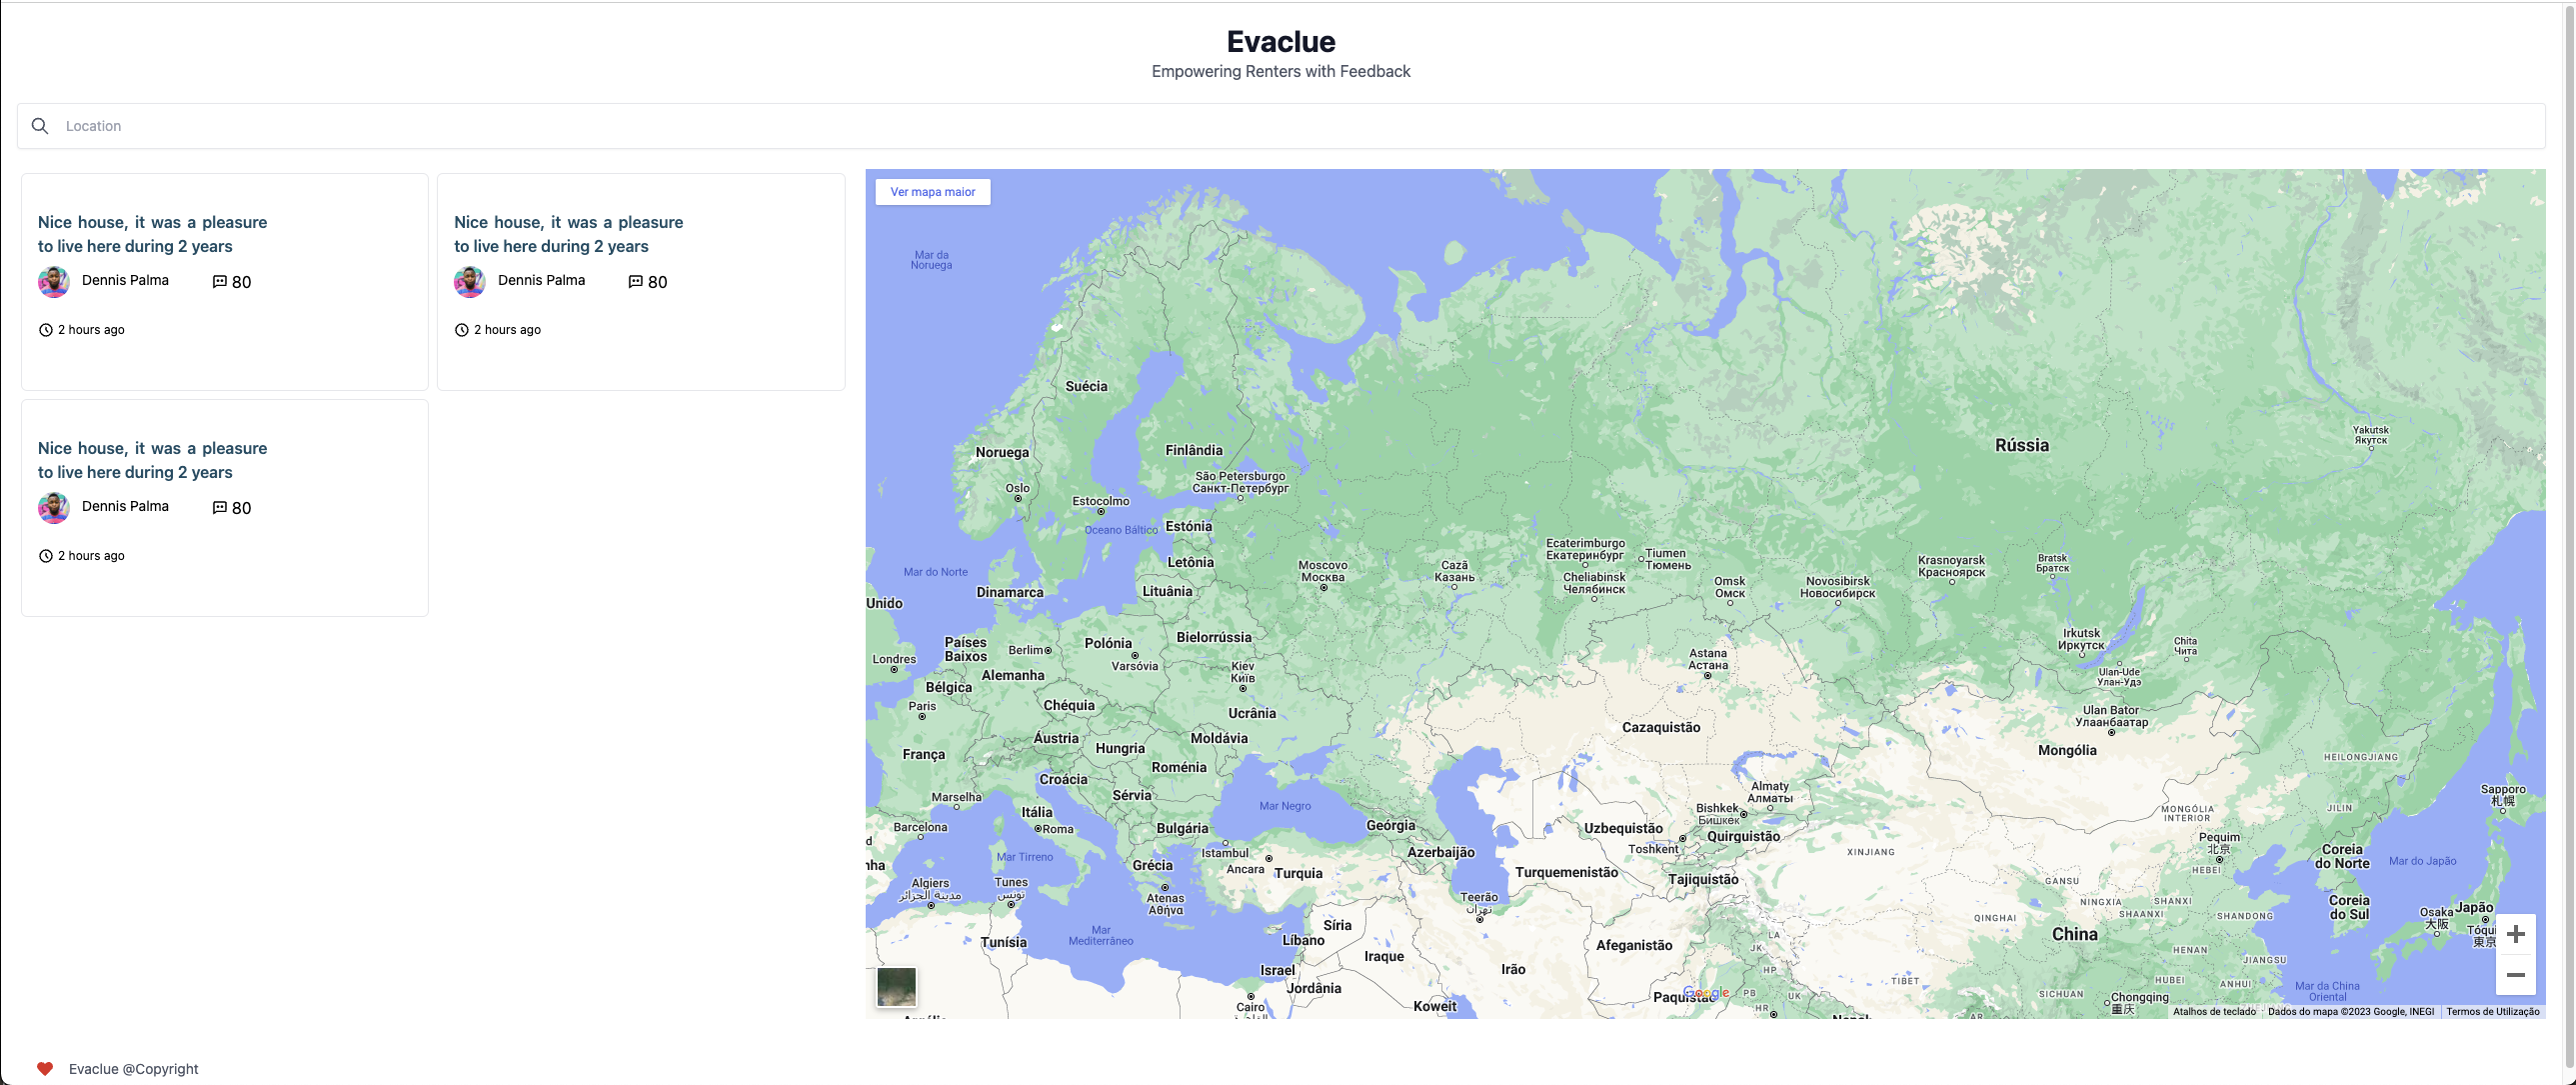 Evaclue
Empowering Renters with Feedback
Location
Nice house, it was a pleasure
to live here during 2 years
Dennis Palma
80
2 hours ago
Nice house, it was a pleasure
to live here during 2 years
Dennis Palma
80
2 hours ago
Nice house, it was a pleasure
to live here during 2 years
Dennis Palma
80
2 hours ago
Ver mapa maior
Mar da
Noruega
Suécia
Noruega
Finlândia
Rússia
Yakutsk
Якутск
Oslo
São Petersburgo
Санкт-Петербург
Estocolmo
Oceano Báltico
Estónia
Letônia
Mar do Norte
Dinamarca
Lituânia
Moscovo
Москва
Cazã
Казань
Ecaterimburgo
Екатеринбург
Tiumen
Тюмень
Cheliabinsk
Челябинск
Omsk
Омск
Novosibirsk
Новосибирск
Krasnoyarsk
Красноярск
Bratsk
Братск
Unido
Países
Baixos
Berlim
Polónia
Varsóvia
Bielorrússia
Londres
Alemanha
Kiev
Київ
Astana
Астана
Irkutsk
Иркутск
Chita
Чита
Ulan-Ude
Улан-Удэ
Bélgica
Paris
Chéquia
Ucrânia
Cazaquistão
Ulan Bator
Улаанбаатар
Mongólia
França
Áustria
Hungria
Moldávia
Roménia
Croácia
Sérvia
HEILONGJIANG
Marselha
Itália
Roma
Mar Negro
Almaty
Алматы
Bishkek
Бишкек
MONGÓLIA
INTERIOR
JILIN
Sapporo
札幌
Barcelona
Bulgária
Geórgia
Uzbequistão
Quirguistão
Toshkent
Pequim
北京
Mar Tirreno
Grécia
Istambul
Ancara
Turquia
Azerbaijão
Turquemenistão
Tajiquistão
XINJIANG
HEBEI
Coreia
do Norte
Mar do Japão
nha
Algiers
مدينة الجزائر
Tunes
تونس
Atenas
Αθήνα
Teerão
تهران
GANSU
NINGXIA
SHANXI
SHAANXI
SHANDONG
QINGHAI
Coreia
do Sul
Osaka
大阪
Japão
Tóqui
東京
Tunísia
Mar
Mediterrâneo
Síria
Líbano
Iraque
Afeganistão
LA
JK
China
HENAN
JIANGSU
Israel
Jordânia
Irão
HP
TIBET
HUBEI
ANHUI
Mar da China
Oriental
Cairo
Koweit
Google
PB
UK
HR
SICHUAN
Chongqing
重庆
Atalhos de teclado
Dados do mapa ©2023 Google, INEGI
Termos de Utilização
Evaclue @Copyright